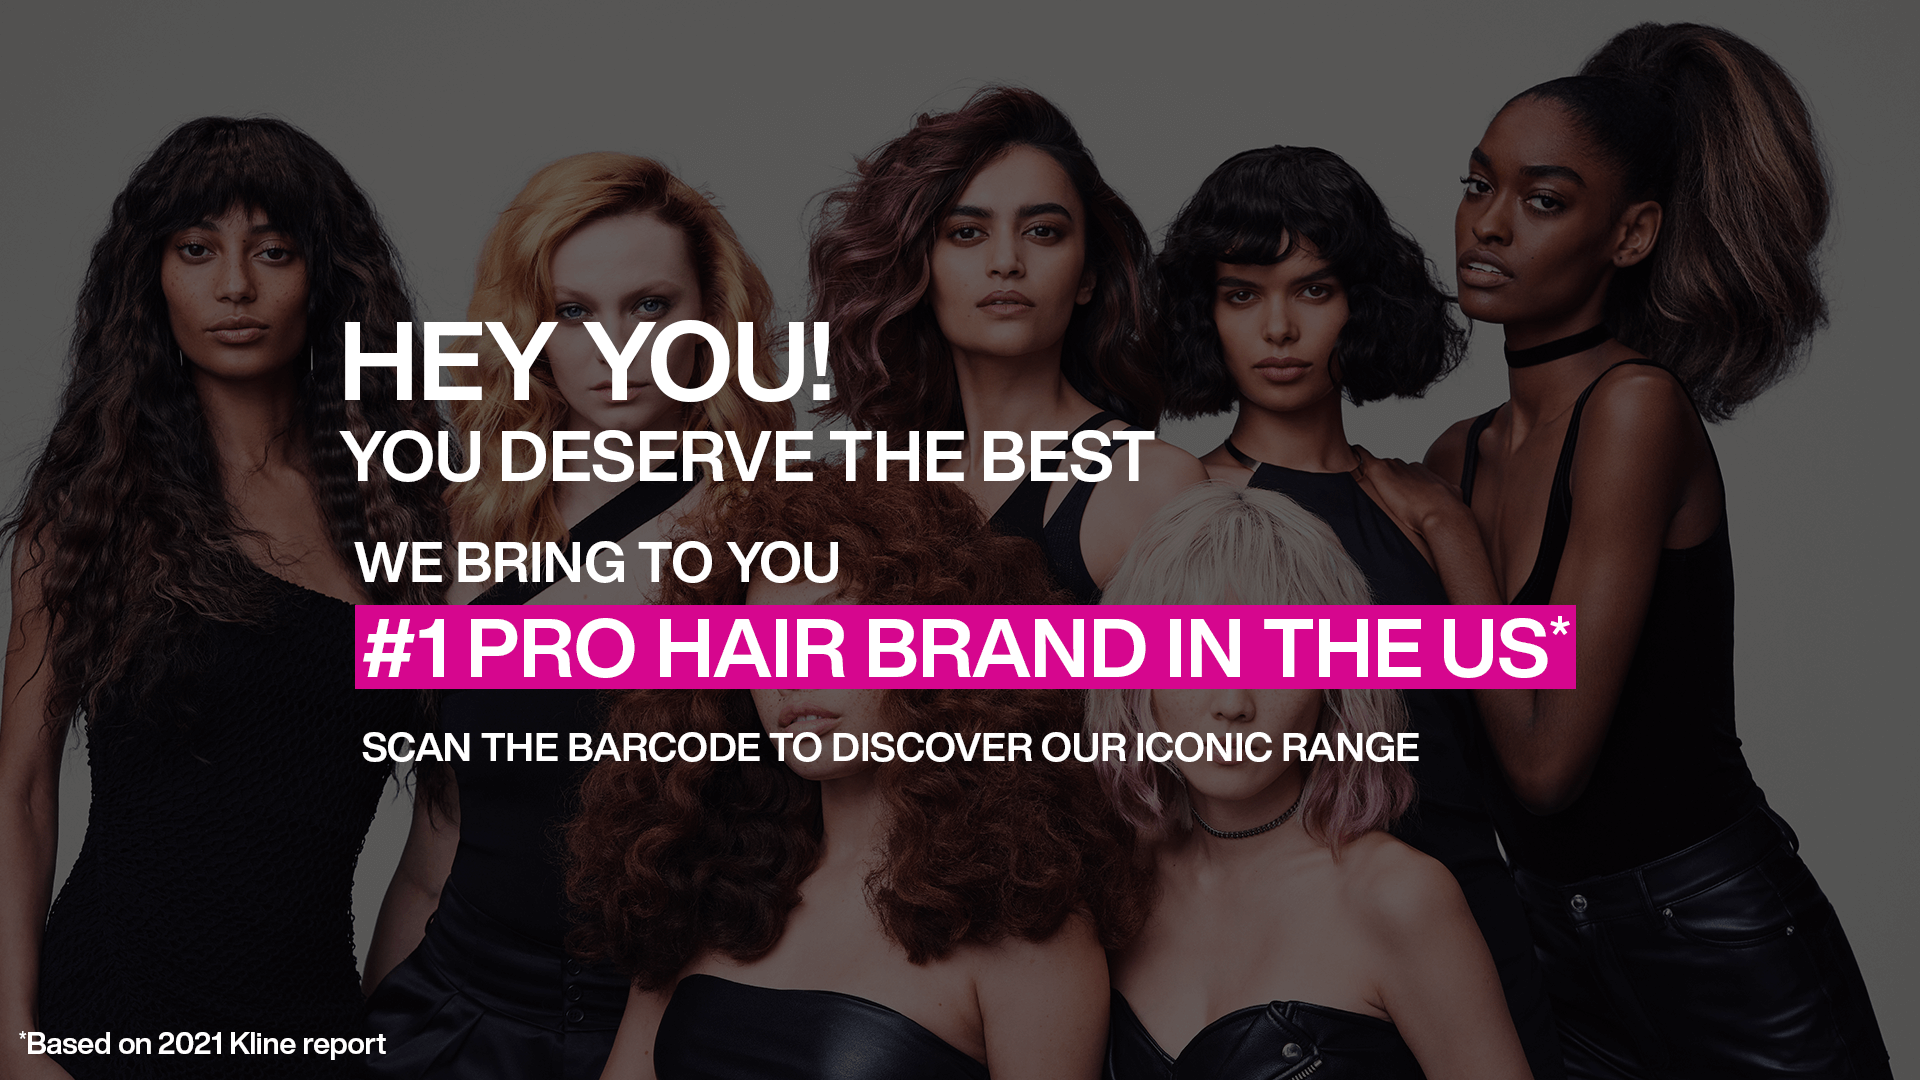 HEY YOU!
YOU DESERVE THE BEST
WE BRING TO YOU
#1 PRO HAIR BRAND IN THE US*
SCAN THE BARCODE TO DISCOVER OUR ICONIC RANGE
*Based on 2021 Kline report